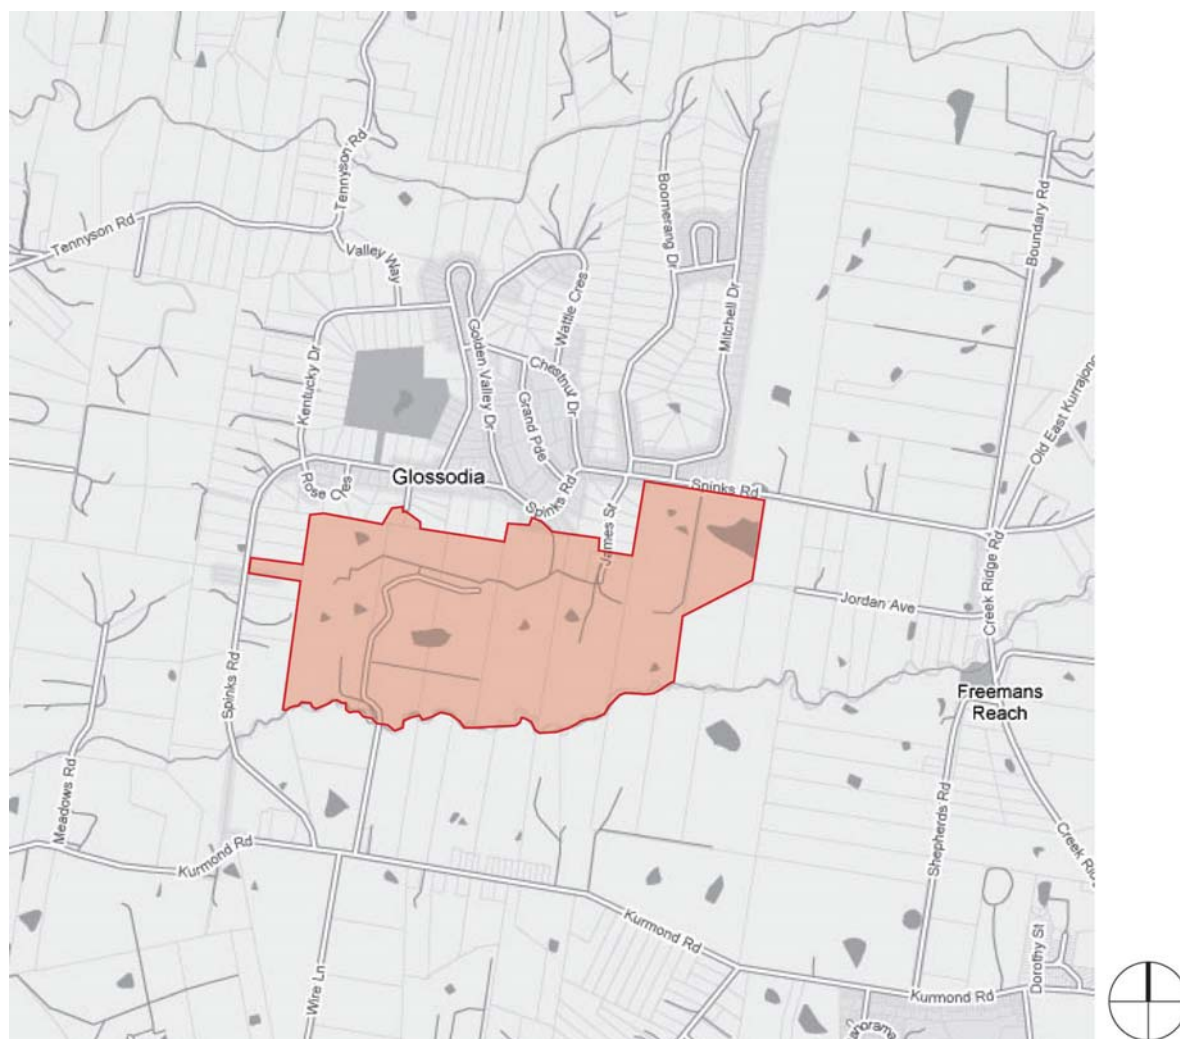 Tennyson Rd
Tennyson Rd
Valley Way
Boomerang Dr
Boundary Rd
Wattle Cres
Mitchell Dr
Golden Valley Dr
Kentucky Dr
Chestnut Dr
Grand Pde
Old East Kurrajong
Rose Cres
Glossodia
Spinks Rd
Spinks Rd
James St
Creek Ridge Rd
Jordan Ave
Spinks Rd
Freemans
Reach
Meadows Rd
Shepherds Rd
Kurmond Rd
Creek Ri
Kurmond Rd
Wire Ln
Dorothy St
Kurmond Rd
anorama